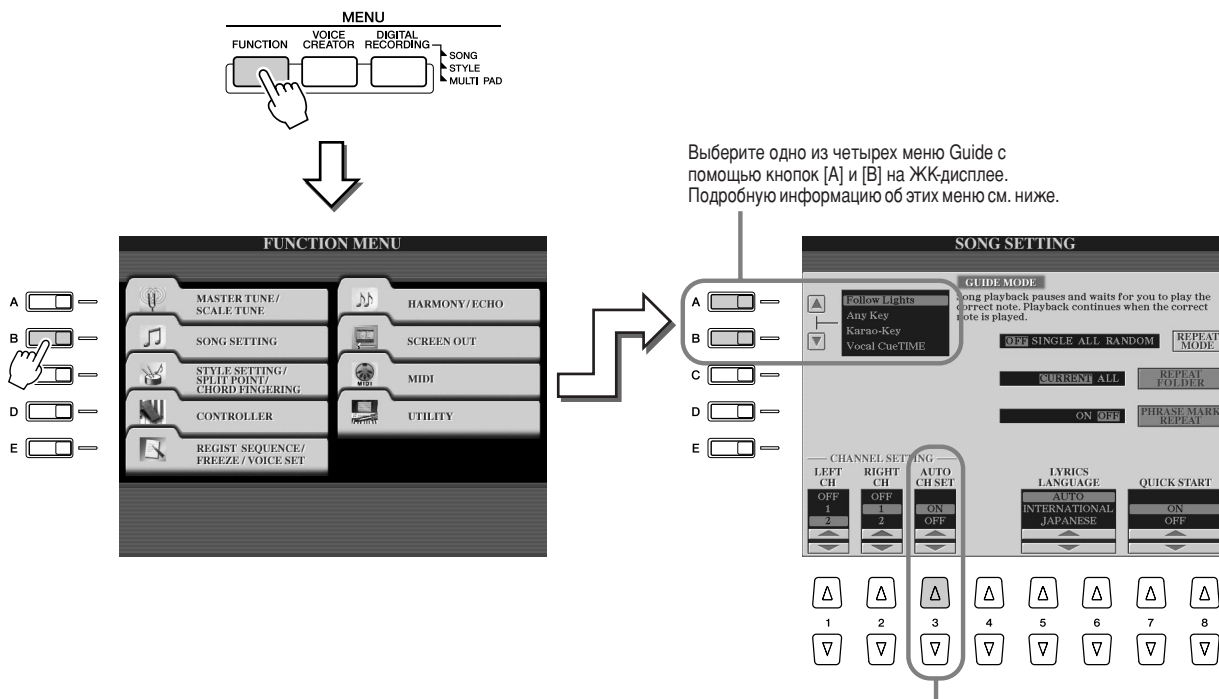 MENU
FUNCTION
VOICE
CREATOR
DIGITAL
RECORDING
SONG
STYLE
MULTI PAD
Выберите одно из четырех меню Guide с
помощью кнопок [A] и [B] на ЖК-дисплее.
Подробную информацию об этих меню см. ниже.
FUNCTION MENU
A
B
D
E
MASTER TUNE/
SCALE TUNE
SONG SETTING
STYLE SETTING/
SPLIT POINT/
CHORD FINGERING
CONTROLLER
REGIST SEQUENCE/
FREEZE / VOICE SET
HARMONY/ECHO
SCREEN OUT
MIDI
MIDI
UTILITY
SONG SETTING
A
B
C
D
E
GUIDE MODE
Song playback pauses and waits for you to play the
correct note. Playback continues when the correct
note is played.
Follow Lights
Any Key
Karao-Key
Vocal CueTIME
OFF SINGLE ALL RANDOM
REPEAT
MODE
CURRENT ALL
REPEAT
FOLDER
ON OFF
PHRASE MARK
REPEAT
CHANNEL SETTING
LEFT
CH
OFF
1
2
RIGHT
CH
OFF
1
2
AUTO
CH SET
ON
OFF
LYRICS
LANGUAGE
AUTO
INTERNATIONAL
JAPANESE
QUICK START
ON
OFF
1 2 3 4 5 6 7 8